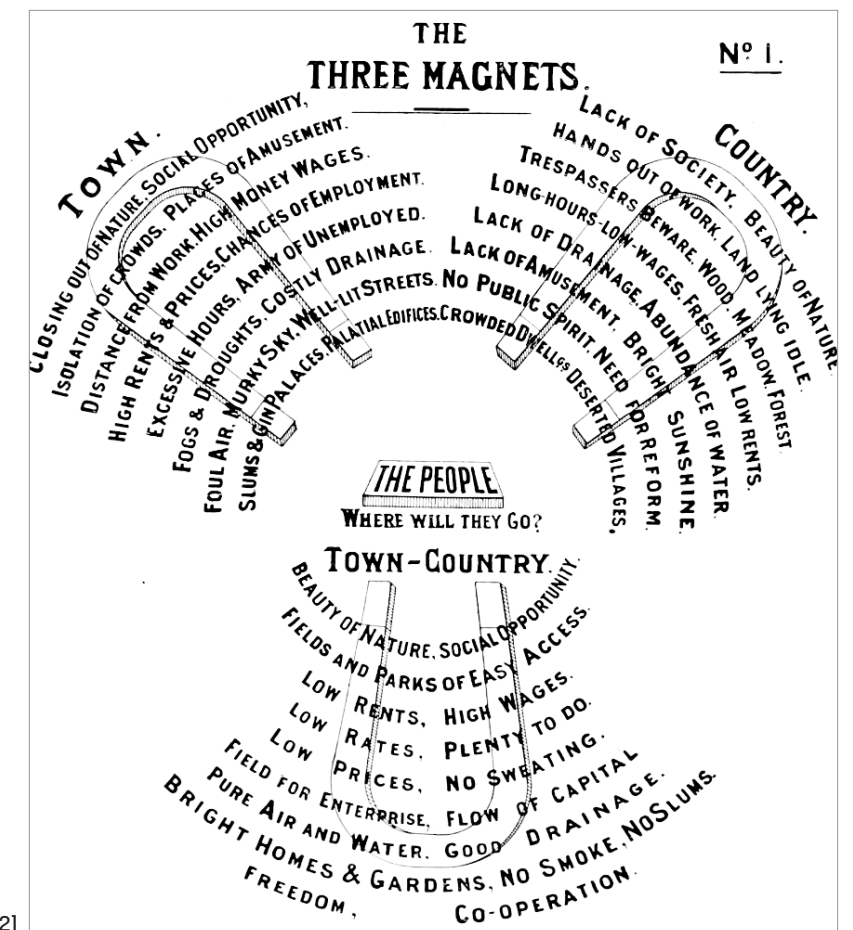 THE
THREE MAGNETS.
Nº 1.
TOWN.
CLOSING OUT OF NATURE. SOCIAL OPPORTUNITY,
ISOLATION OF CROWDS. PLACES OF AMUSEMENT.
DISTANCE FROM WORK. HIGH MONEY WAGES.
HIGH RENTS & PRICES. CHANCES OF EMPLOYMENT.
EXCESSIVE HOURS, ARMY OF UNEMPLOYED.
FOGS & DROUGHTS. COSTLY DRAINAGE.
FOUL AIR. MURKY SKY. WELL-LIT STREETS.
SLUMS & GIN PALACES. PALATIAL EDIFICES.
COUNTRY.
LACK OF SOCIETY. BEAUTY OF NATURE
HANDS OUT OF WORK. LAND LYING IDLE.
TRESPASSERS BEWARE. WOOD, MEADOW, FOREST.
LONG-HOURS-LOW-WAGES. FRESH AIR LOW RENTS.
LACK OF DRAINAGE. ABUNDANCE OF WATER.
LACK OF AMUSEMENT. BRIGHT SUNSHINE.
NO PUBLIC SPIRIT. NEED FOR REFORM.
CROWDED DWELLGS DESERTED VILLAGES,
THE PEOPLE
WHERE WILL THEY GO?
TOWN-COUNTRY.
BEAUTY OF NATURE, SOCIAL OPPORTUNITY.
FIELDS AND PARKS OF EASY ACCESS.
LOW RENTS, HIGH WAGES.
LOW RATES, PLENTY TO DO.
LOW PRICES, NO SWEATING.
FIELD FOR ENTERPRISE, FLOW OF CAPITAL
PURE AIR AND WATER. GOOD DRAINAGE.
BRIGHT HOMES & GARDENS, NO SMOKE, NO SLUMS.
FREEDOM, CO-OPERATION.
2]